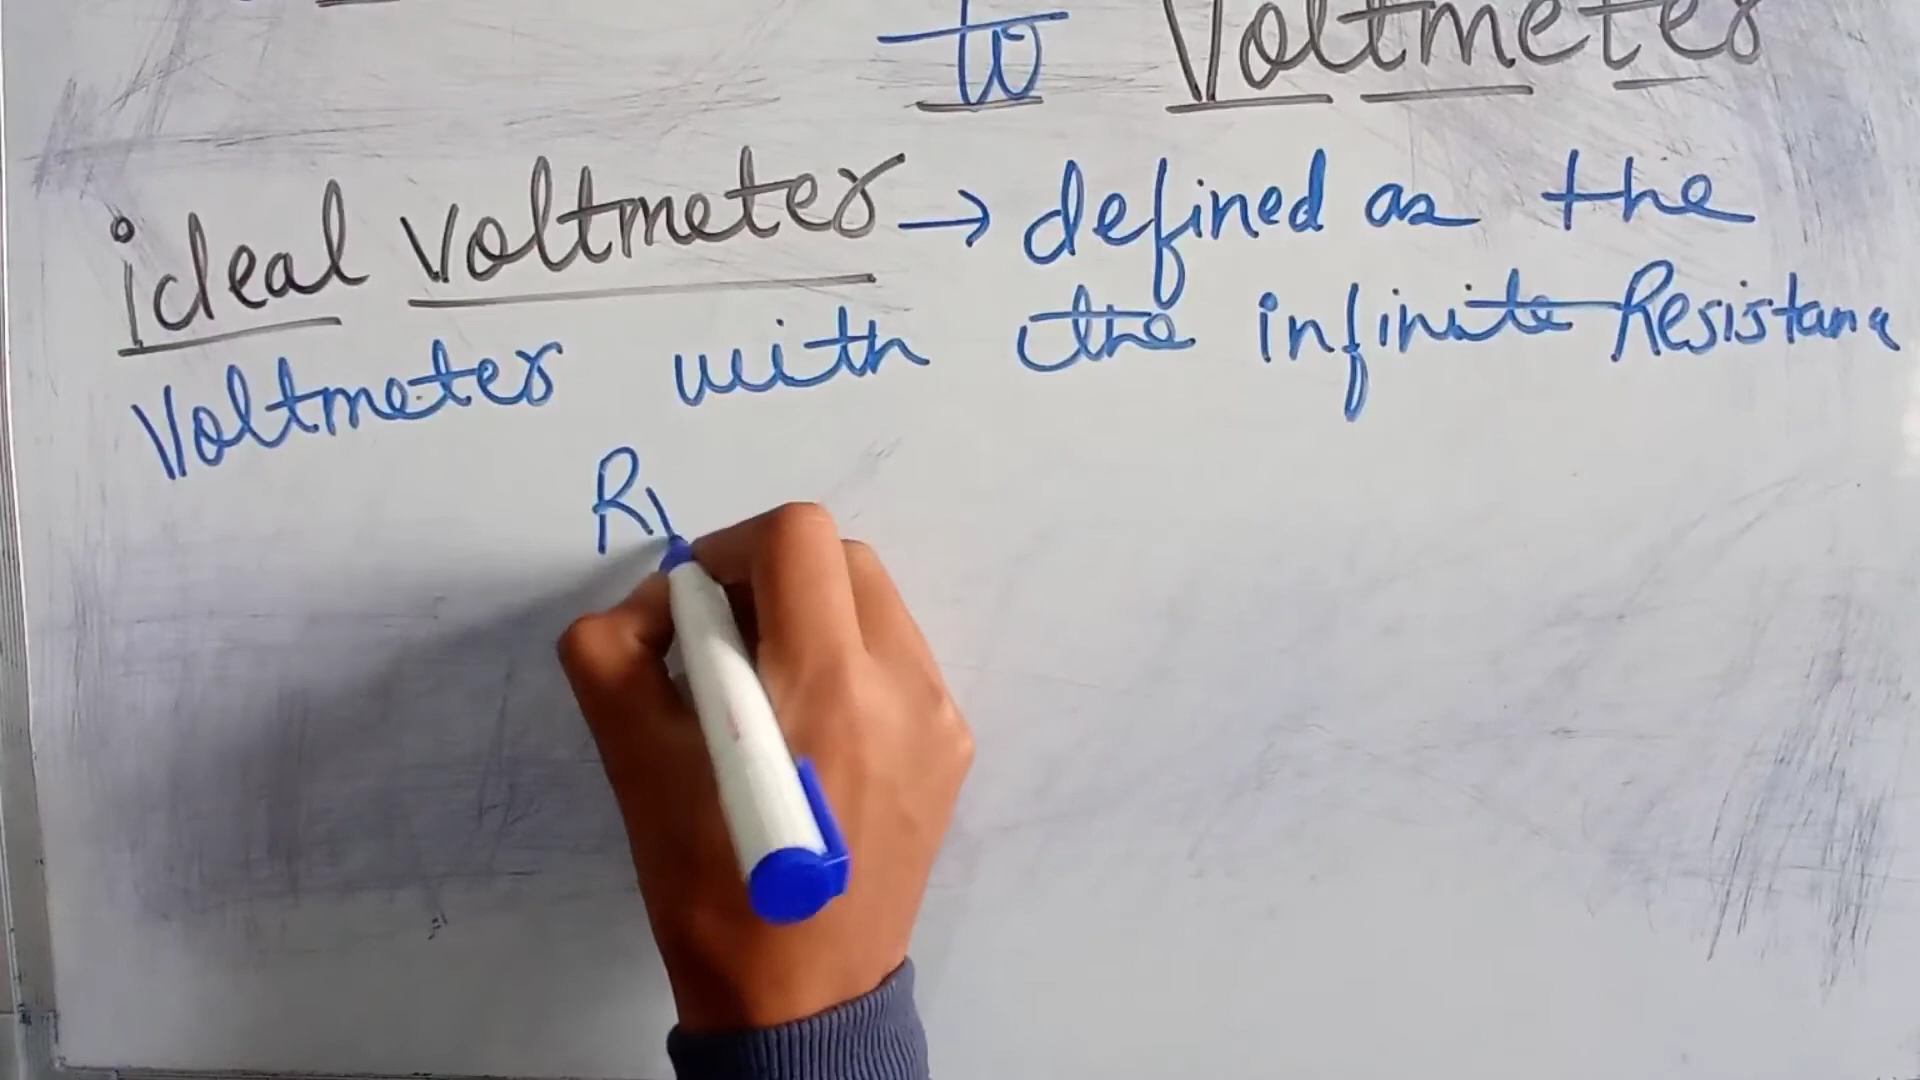 to Voltmeter
ideal voltmeter → defined as the
Voltmeter with the infinite Resistance
R